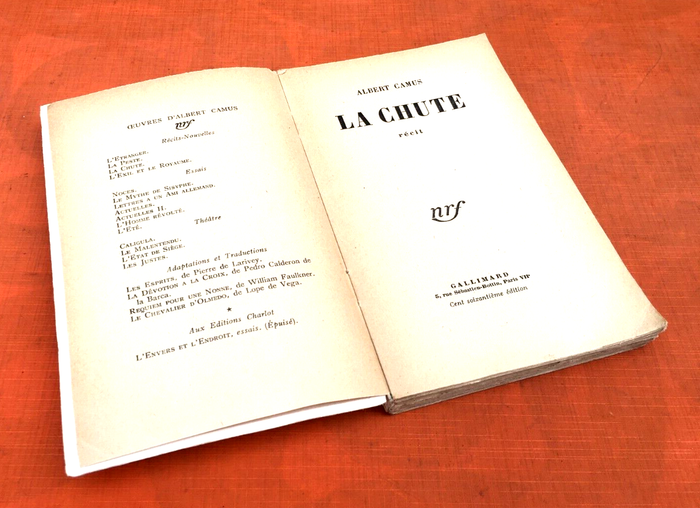 ŒUVRES D'ALBERT CAMUS
nrf
Récits-Nouvelles
L'ÉTRANGER.
LA PESTE.
LA CHUTE.
L'EXIL ET LE ROYAUME.
Essais
NOCES.
LE MYTHE DE SISYPHE.
LETTRES A UN AMI ALLEMAND.
ACTUELLES.
ACTUELLES II.
L'HOMME RÉVOLTÉ.
L'ÉTÉ.
Théâtre
CALIGULA.
LE MALENTENDU.
L'ÉTAT DE SIÈGE.
LES JUSTES.
Adaptations et Traductions
LES ESPRITS, de Pierre de Larivey.
LA DÉVOTION A LA CROIX, de Pedro Calderon de
la Barca.
REQUIEM POUR UNE NONNE, de William Faulkner.
LE CHEVALIER D'OLMEDO, de Lope de Vega.
*
Aux Editions Charlot
L'ENVERS ET L'ENDROIT, essais. (Épuisé).
ALBERT CAMUS
LA CHUTE
récit
nrf
GALLIMARD
5, rue Sébastien-Bottin, Paris VIIᵉ
Cent soixantième édition